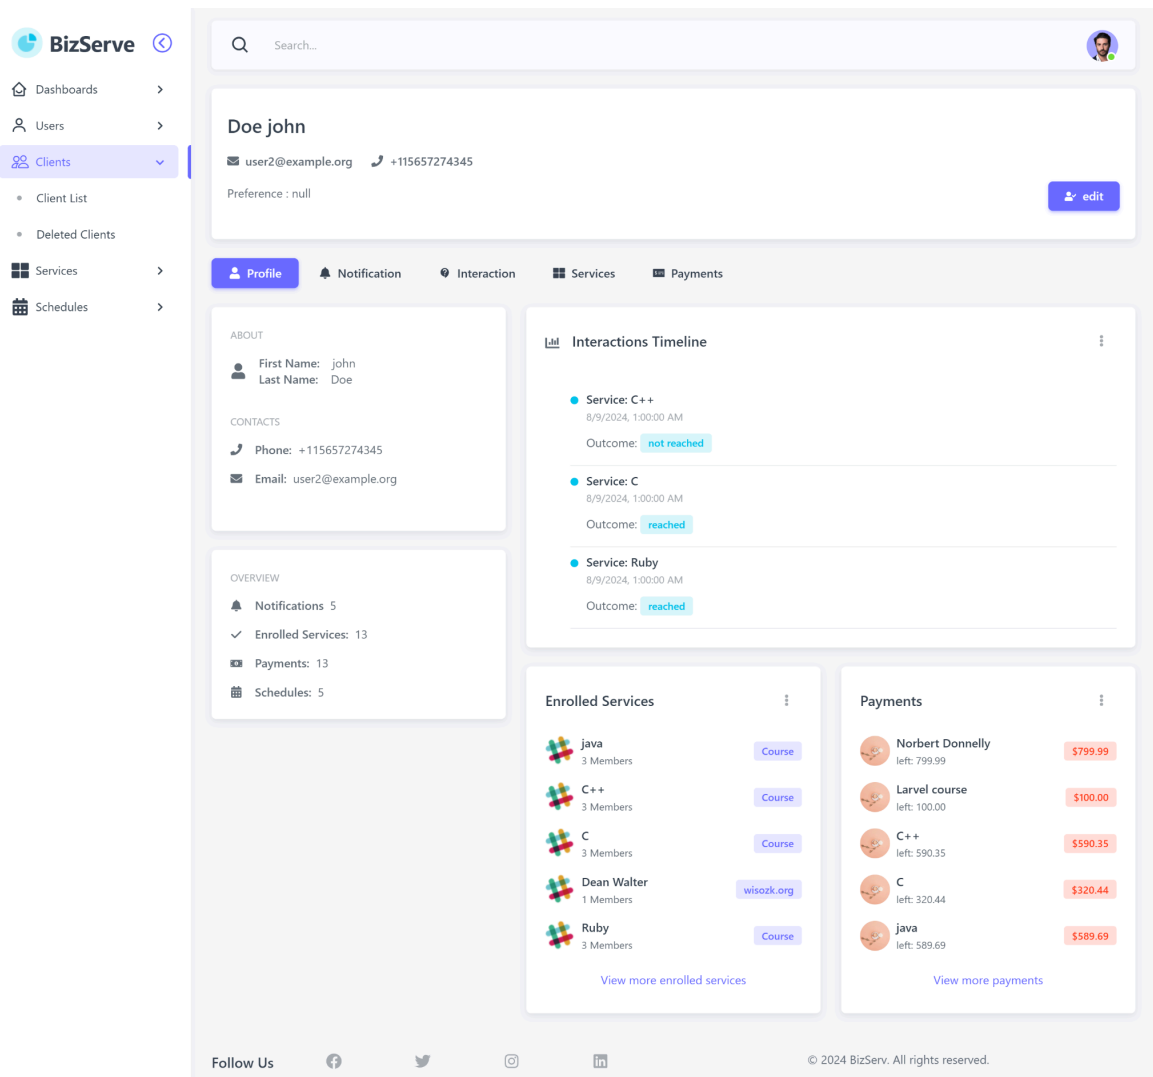 BizServe
Search...
Dashboards
Users
Clients
Client List
Deleted Clients
Services
Schedules
Doe john
user2@example.org +115657274345
Preference : null
edit
Profile Notification Interaction Services Payments
ABOUT
First Name: john
Last Name: Doe
CONTACTS
Phone: +115657274345
Email: user2@example.org
OVERVIEW
Notifications 5
Enrolled Services: 13
Payments: 13
Schedules: 5
Interactions Timeline
Service: C++
8/9/2024, 1:00:00 AM
Outcome: not reached
Service: C
8/9/2024, 1:00:00 AM
Outcome: reached
Service: Ruby
8/9/2024, 1:00:00 AM
Outcome: reached
Enrolled Services
java Course
3 Members
C++ Course
3 Members
C Course
3 Members
Dean Walter wisozk.org
1 Members
Ruby Course
3 Members
View more enrolled services
Payments
Norbert Donnelly $799.99
left: 799.99
Larvel course $100.00
left: 100.00
C++ $590.35
left: 590.35
C $320.44
left: 320.44
java $589.69
left: 589.69
View more payments
Follow Us
© 2024 BizServ. All rights reserved.